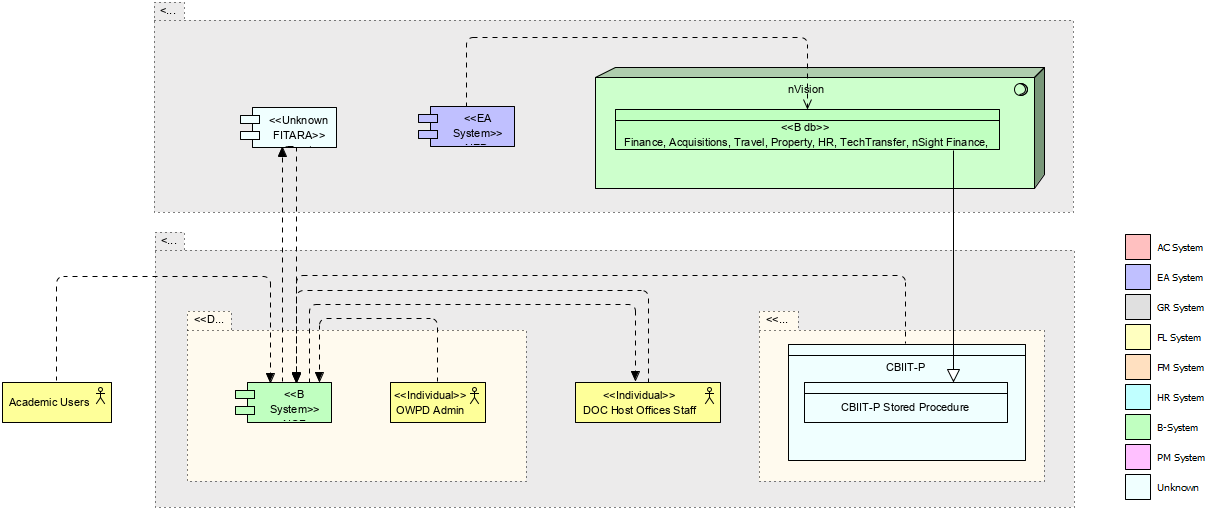 <...
nVision
<<Unknown
FITARA>>
<<EA
System>>
<<B db>>
Finance, Acquisitions, Travel, Property, HR, TechTransfer, nSight Finance,
<...
AC System
EA System
GR System
FL System
FM System
HR System
B-System
PM System
Unknown
<<D...
<<...
CBIIT-P
CBIIT-P Stored Procedure
Academic Users
<<B
System>>
<<Individual>>
OWPD Admin
<<Individual>>
DOC Host Offices Staff